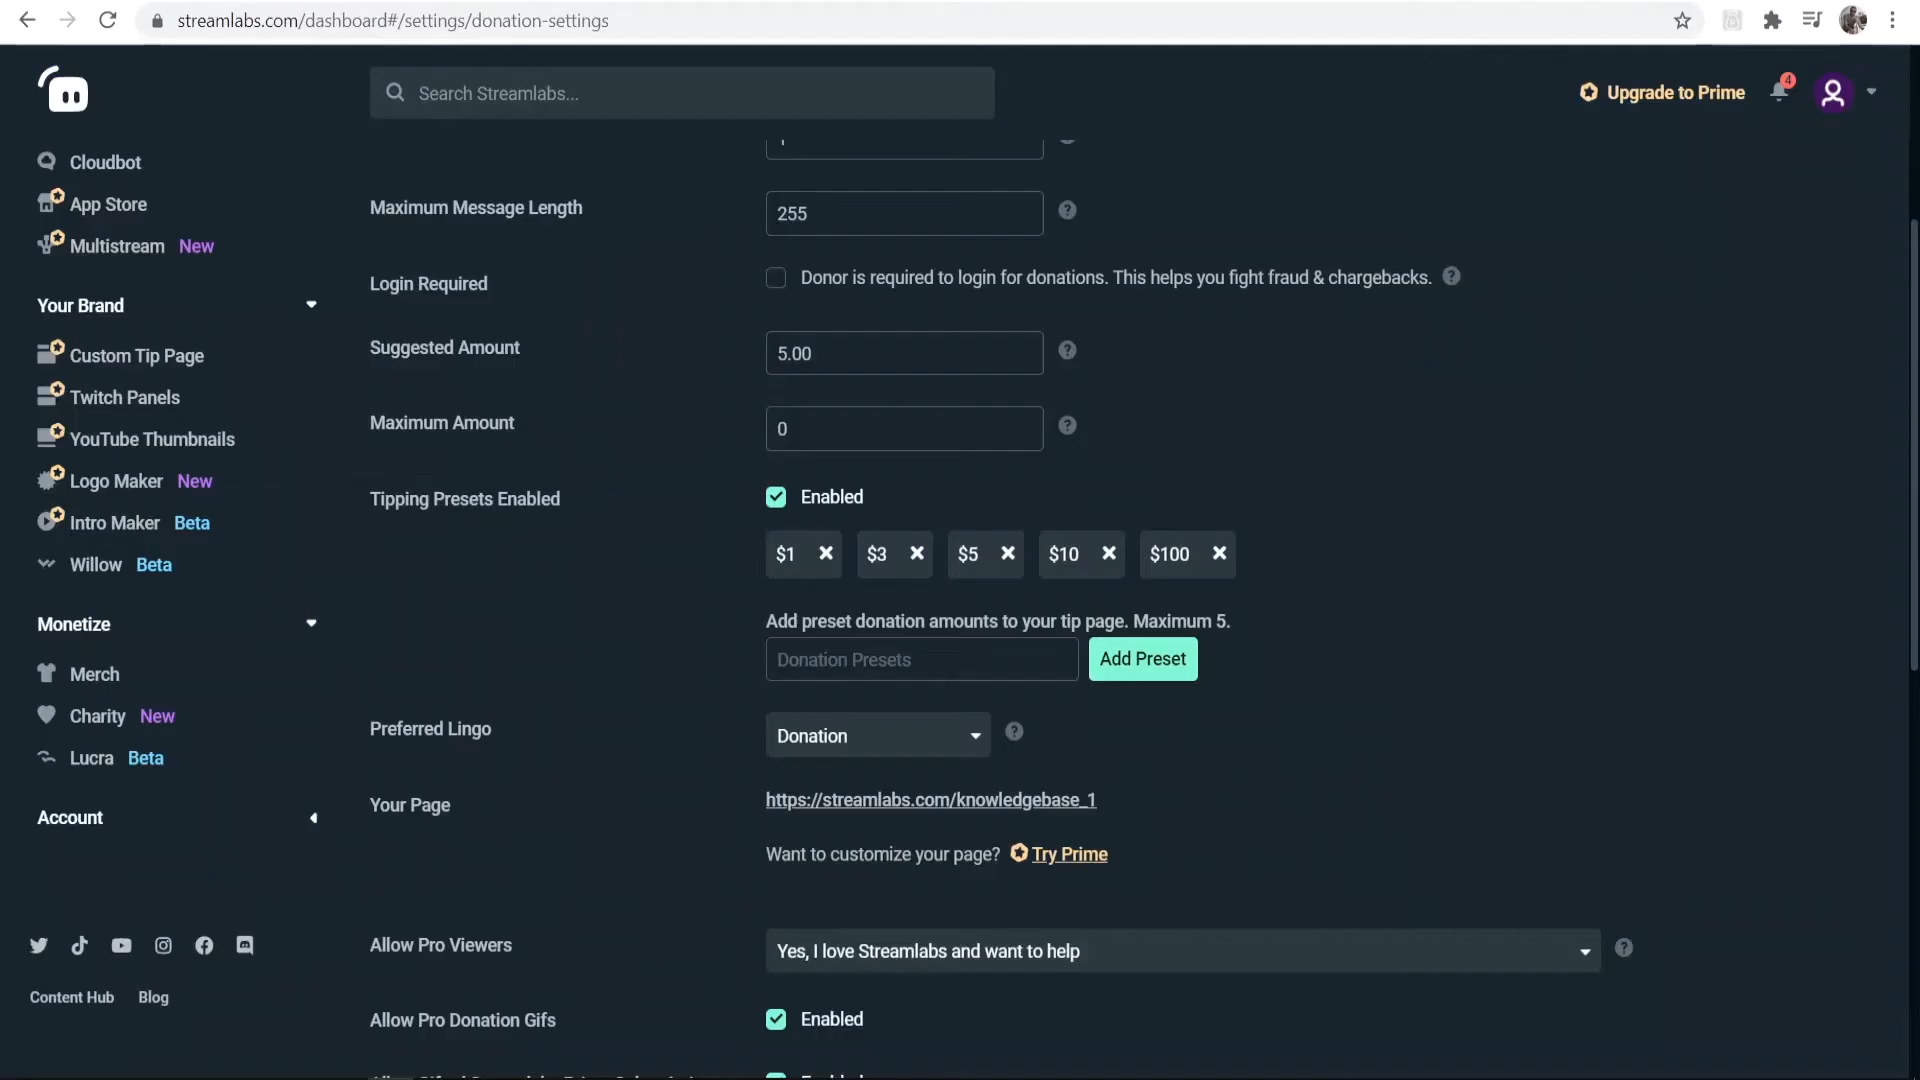 streamlabs.com/dashboard#/settings/donation-settings
Search Streamlabs...
Upgrade to Prime
4
Cloudbot
App Store
Multistream New
Your Brand
Custom Tip Page
Twitch Panels
YouTube Thumbnails
Logo Maker New
Intro Maker Beta
Willow Beta
Monetize
Merch
Charity New
Lucra Beta
Account
Content Hub Blog
Maximum Message Length
255
Login Required
Donor is required to login for donations. This helps you fight fraud & chargebacks.
Suggested Amount
5.00
Maximum Amount
0
Tipping Presets Enabled
Enabled
$1 $3 $5 $10 $100
Add preset donation amounts to your tip page. Maximum 5.
Donation Presets Add Preset
Preferred Lingo
Donation
Your Page
https://streamlabs.com/knowledgebase_1
Want to customize your page? Try Prime
Allow Pro Viewers
Yes, I love Streamlabs and want to help
Allow Pro Donation Gifs
Enabled